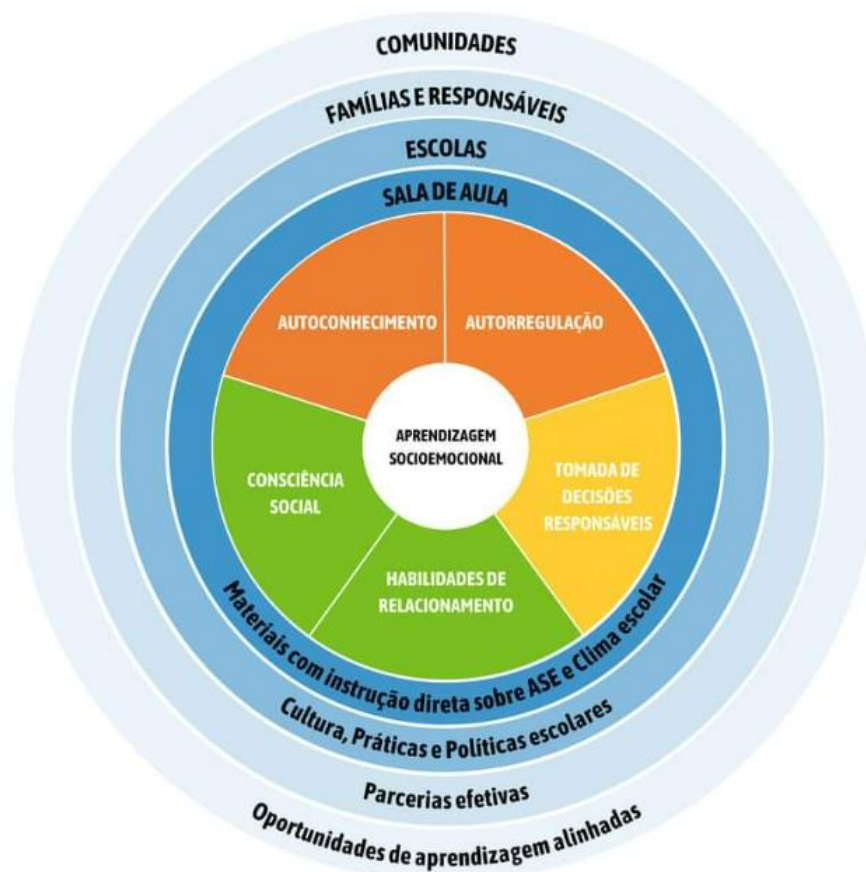 COMUNIDADES
FAMÍLIAS E RESPONSÁVEIS
ESCOLAS
SALA DE AULA
AUTOCONHECIMENTO
AUTORREGULAÇÃO
APRENDIZAGEM
SOCIOEMOCIONAL
CONSCIÊNCIA
SOCIAL
TOMADA DE
DECISÕES
RESPONSÁVEIS
HABILIDADES DE
RELACIONAMENTO
Materiais com instrução direta sobre ASE e Clima escolar
Cultura, Práticas e Políticas escolares
Parcerias efetivas
Oportunidades de aprendizagem alinhadas